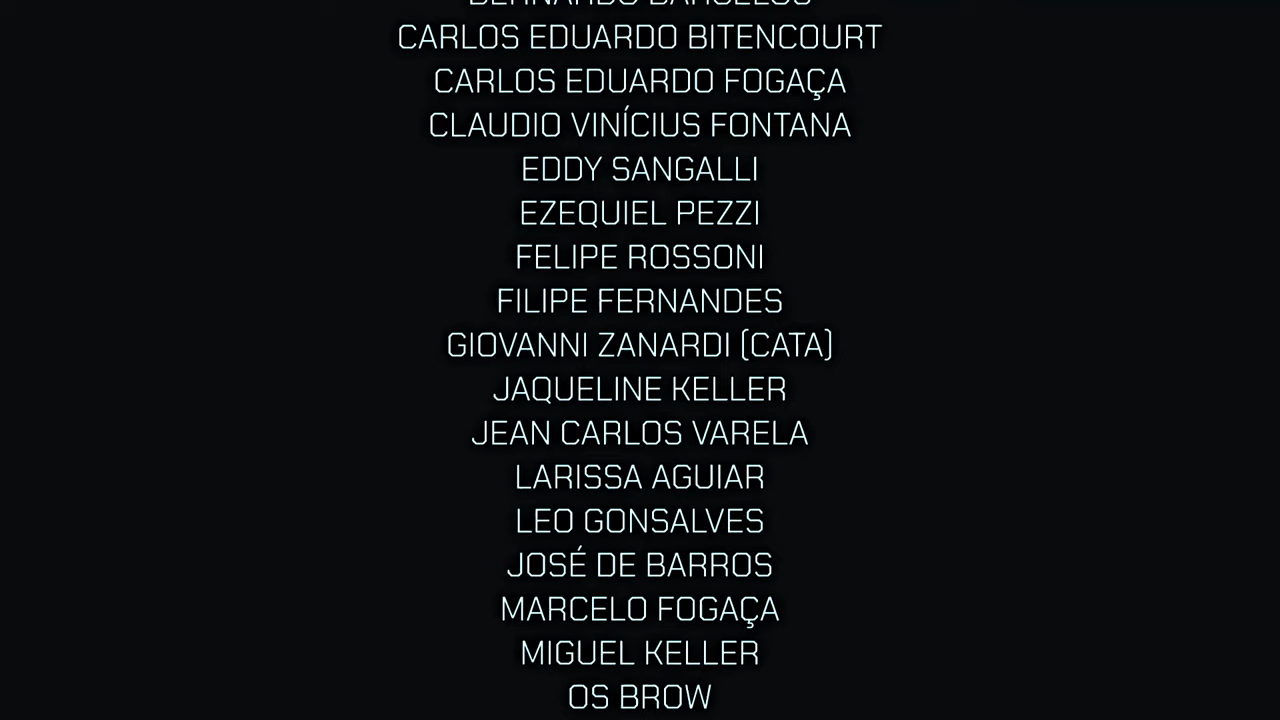 BERNARDO BARCELOS
CARLOS EDUARDO BITENCOURT
CARLOS EDUARDO FOGAÇA
CLAUDIO VINÍCIUS FONTANA
EDDY SANGALLI
EZEQUIEL PEZZI
FELIPE ROSSONI
FILIPE FERNANDES
GIOVANNI ZANARDI (CATA)
JAQUELINE KELLER
JEAN CARLOS VARELA
LARISSA AGUIAR
LEO GONSALVES
JOSÉ DE BARROS
MARCELO FOGAÇA
MIGUEL KELLER
OS BROW